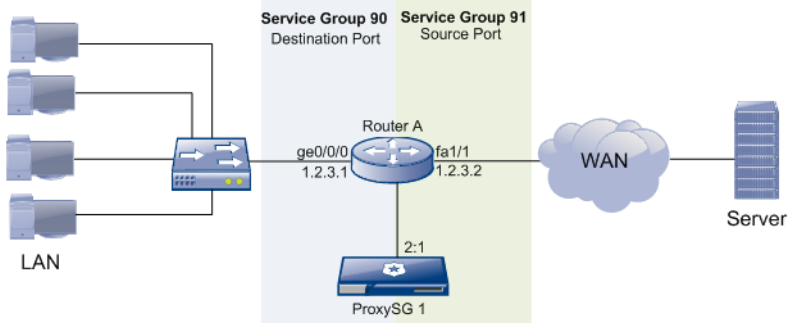 Service Group 90
Destination Port
Service Group 91
Source Port
Router A
ge0/0/0
1.2.3.1
fa1/1
1.2.3.2
WAN
Server
LAN
2:1
ProxySG 1